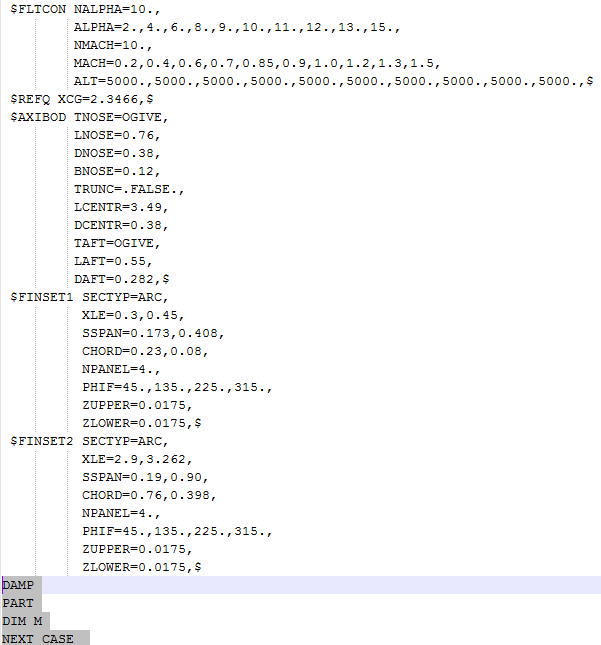 $FLTCON NALPHA=10.,
ALPHA=2.,4.,6.,8.,9.,10.,11.,12.,13.,15.,
NMACH=10.,
MACH=0.2,0.4,0.6,0.7,0.85,0.9,1.0,1.2,1.3,1.5,
ALT=5000.,5000.,5000.,5000.,5000.,5000.,5000.,5000.,5000.,5000.,$
$REFQ XCG=2.3466,$
$AXIBOD TNOSE=OGIVE,
LNOSE=0.76,
DNOSE=0.38,
BNOSE=0.12,
TRUNC=.FALSE.,
LCENTR=3.49,
DCENTR=0.38,
TAFT=OGIVE,
LAFT=0.55,
DAFT=0.282,$
$FINSET1 SECTYP=ARC,
XLE=0.3,0.45,
SSPAN=0.173,0.408,
CHORD=0.23,0.08,
NPANEL=4.,
PHIF=45.,135.,225.,315.,
ZUPPER=0.0175,
ZLOWER=0.0175,$
$FINSET2 SECTYP=ARC,
XLE=2.9,3.262,
SSPAN=0.19,0.90,
CHORD=0.76,0.398,
NPANEL=4.,
PHIF=45.,135.,225.,315.,
ZUPPER=0.0175,
ZLOWER=0.0175,$
DAMP
PART
DIM M
NEXT CASE